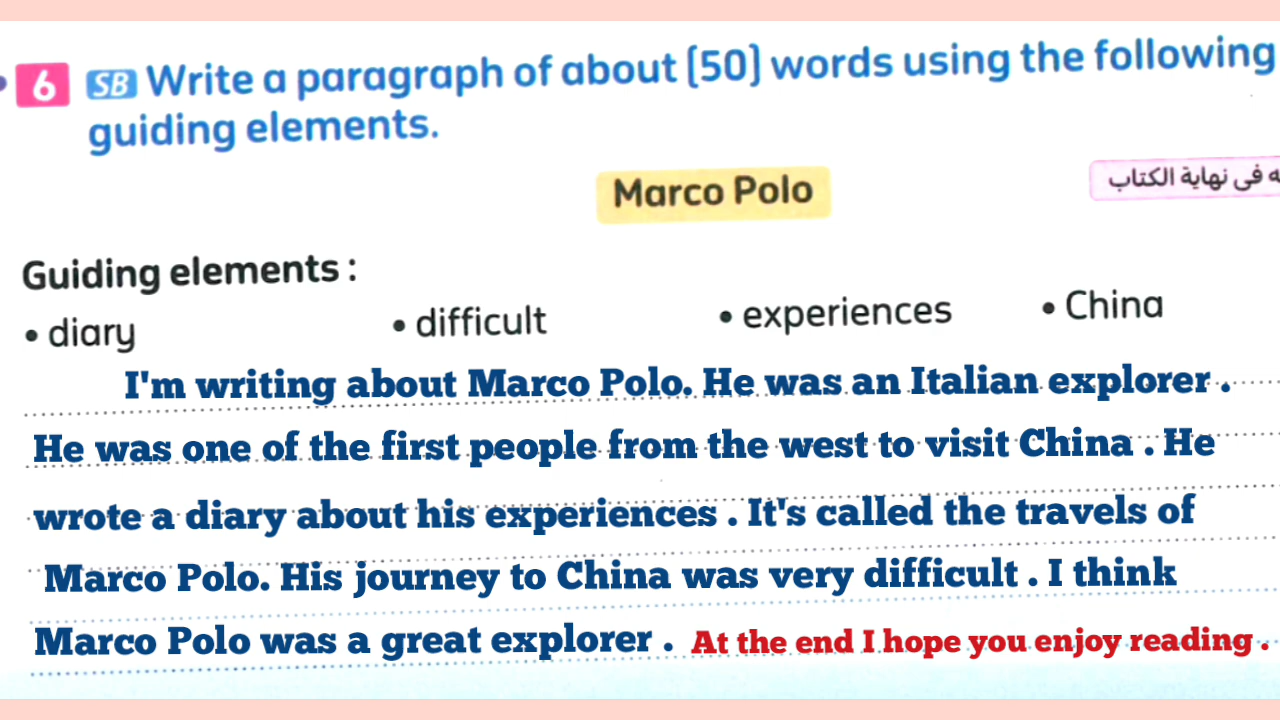 6 SB Write a paragraph of about (50) words using the following
guiding elements.
Marco Polo
فى نهاية الكتاب
Guiding elements :
• diary • difficult • experiences • China
I'm writing about Marco Polo. He was an Italian explorer .
He was one of the first people from the west to visit China . He
wrote a diary about his experiences . It's called the travels of
Marco Polo. His journey to China was very difficult . I think
Marco Polo was a great explorer . At the end I hope you enjoy reading .